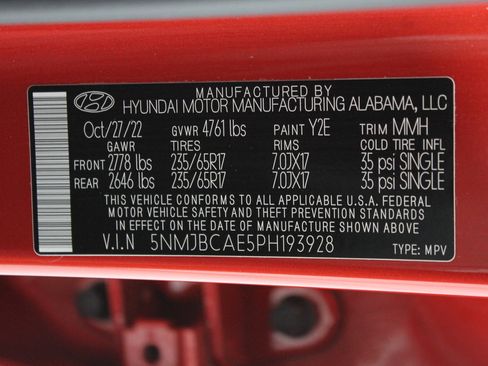 MANUFACTURED BY
HYUNDAI MOTOR MANUFACTURING ALABAMA, LLC
Oct/27/22 GVWR 4761 lbs PAINT Y2E TRIM MMH
GAWR TIRES RIMS COLD TIRE INFL
FRONT 2778 lbs 235/65R17 7.0JX17 35 psi SINGLE
REAR 2646 lbs 235/65R17 7.0JX17 35 psi SINGLE
THIS VEHICLE CONFORMS TO ALL APPLICABLE U.S.A. FEDERAL
MOTOR VEHICLE SAFETY AND THEFT PREVENTION STANDARDS
IN EFFECT ON THE DATE OF MANUFACTURE SHOWN ABOVE.
V.I.N 5NMJBCAE5PH193928 TYPE: MPV